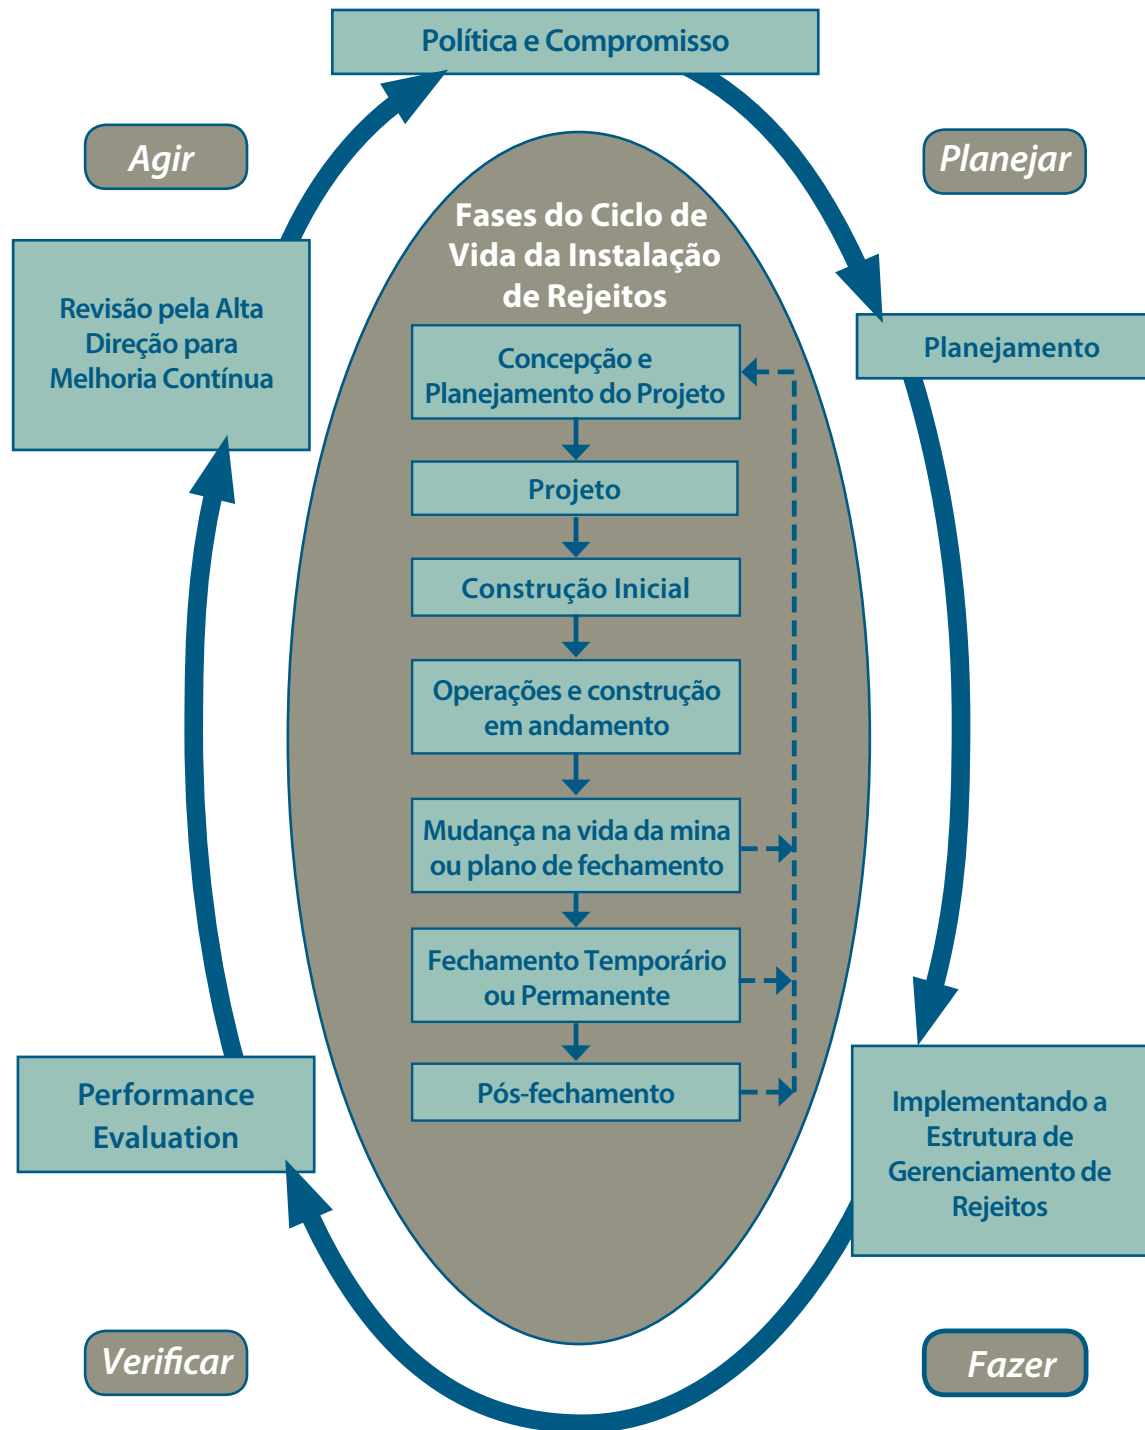 Política e Compromisso
Agir
Planejar
Fases do Ciclo de
Vida da Instalação
de Rejeitos
Revisão pela Alta
Direção para
Melhoria Contínua
Planejamento
Concepção e
Planejamento do Projeto
Projeto
Construção Inicial
Operações e construção
em andamento
Mudança na vida da mina
ou plano de fechamento
Fechamento Temporário
ou Permanente
Pós-fechamento
Performance
Evaluation
Implementando a
Estrutura de
Gerenciamento de
Rejeitos
Verificar
Fazer